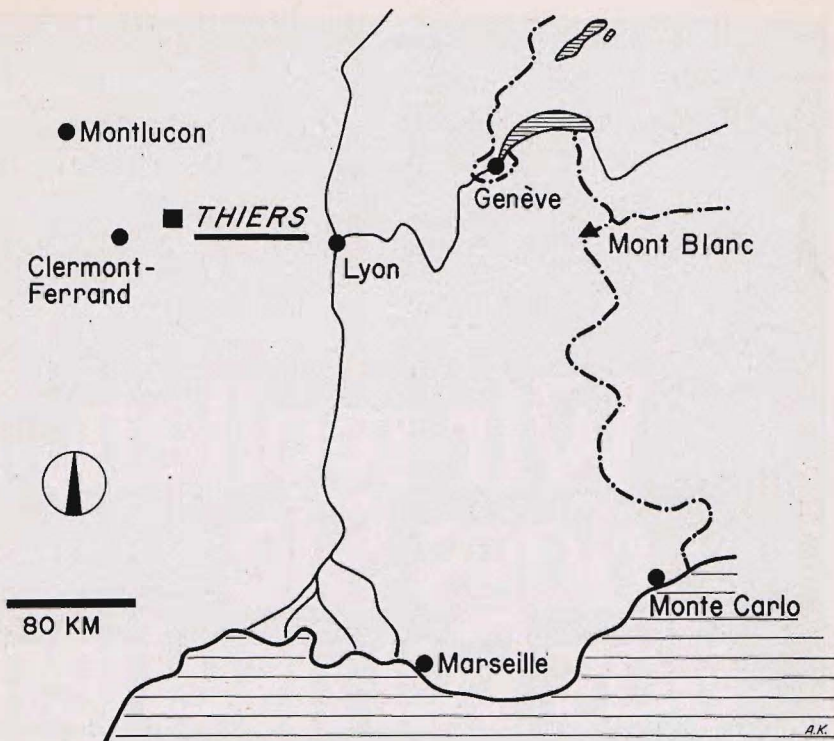 Montlucon
THIERS
Genève
Clermont-
Ferrand
Lyon
Mont Blanc
80 KM
Monte Carlo
Marseille
A.K.